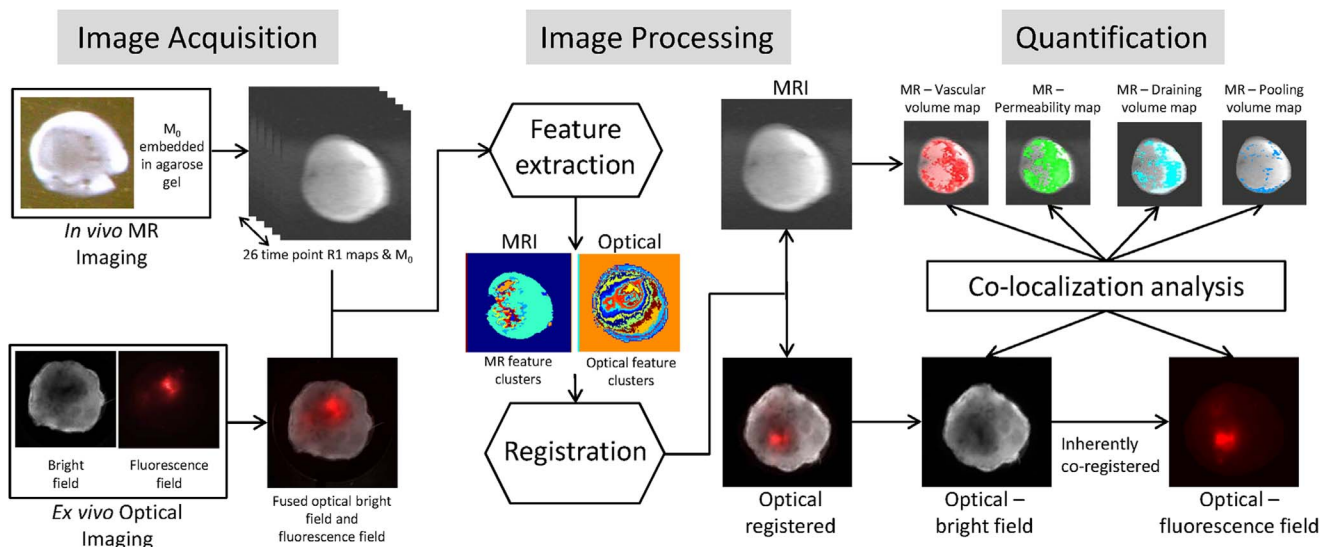 Image Acquisition
Image Processing
Quantification
M0
embedded
in agarose
gel
In vivo MR
Imaging
26 time point R1 maps & M0
Bright
field
Fluorescence
field
Ex vivo Optical
Imaging
Fused optical bright
field and
fluorescence field
Feature
extraction
MRI
Optical
MR feature
clusters
Optical feature
clusters
Registration
MRI
Optical
registered
MR – Vascular
volume map
MR –
Permeability map
MR – Draining
volume map
MR – Pooling
volume map
Co-localization analysis
Inherently
co-registered
Optical –
bright field
Optical –
fluorescence field